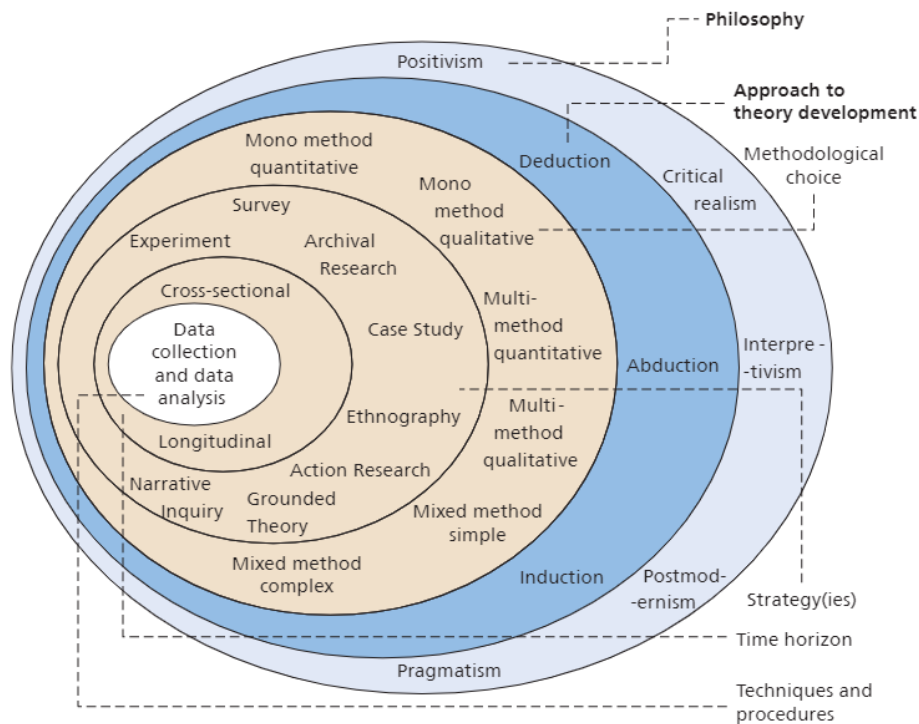 Philosophy
Positivism
Approach to
theory development
Mono method
quantitative
Deduction
Methodological
choice
Critical
realism
Mono
method
qualitative
Survey
Experiment
Archival
Research
Cross-sectional
Multi-
method
quantitative
Data
collection
and data
analysis
Case Study
Interpre -
-tivism
Abduction
Ethnography
Multi-
method
qualitative
Longitudinal
Action Research
Narrative
Inquiry
Grounded
Theory
Mixed method
simple
Mixed method
complex
Induction
Postmod-
-ernism
Strategy(ies)
Time horizon
Pragmatism
Techniques and
procedures